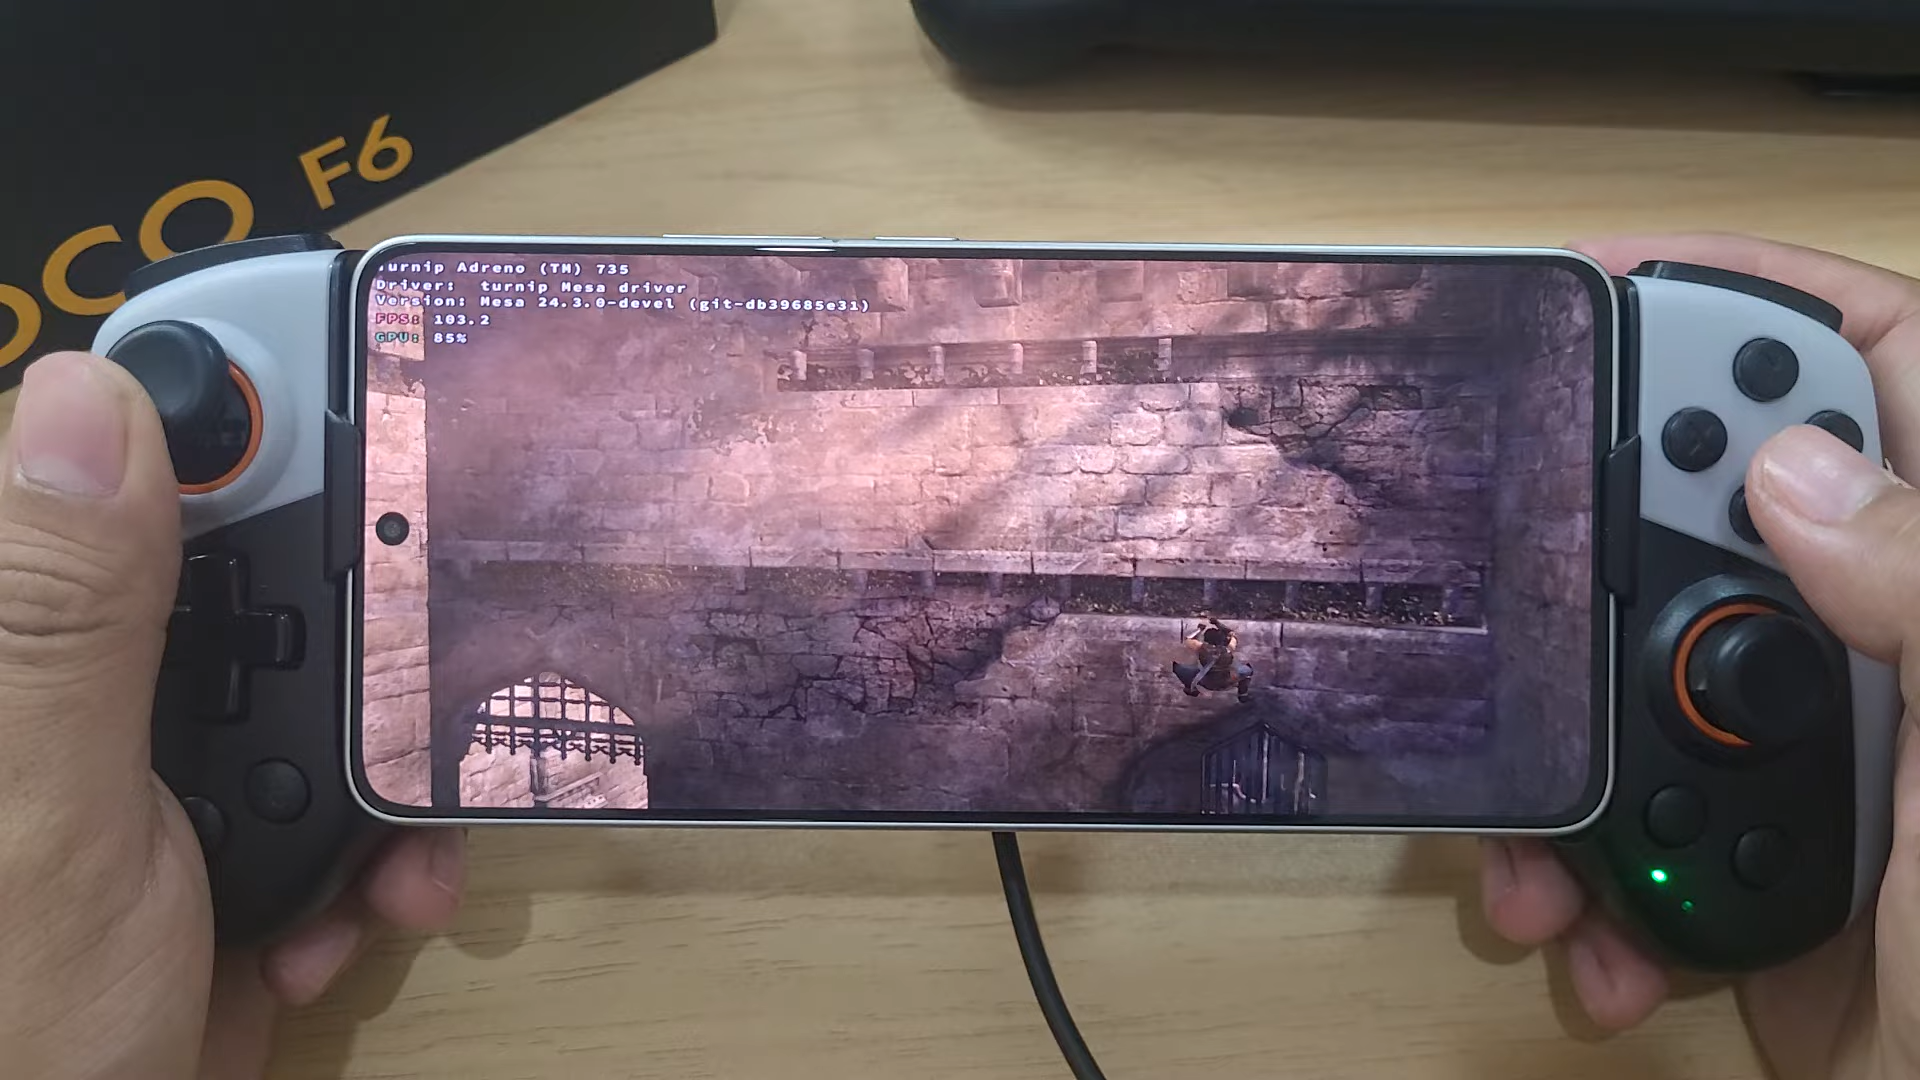 OCO F6
urnip Adreno (TM) 735
Driver: turnip Mesa driver
Version: Mesa 24.3.0-devel (git-db39685e31)
FPS: 103.2
GPU: 85%